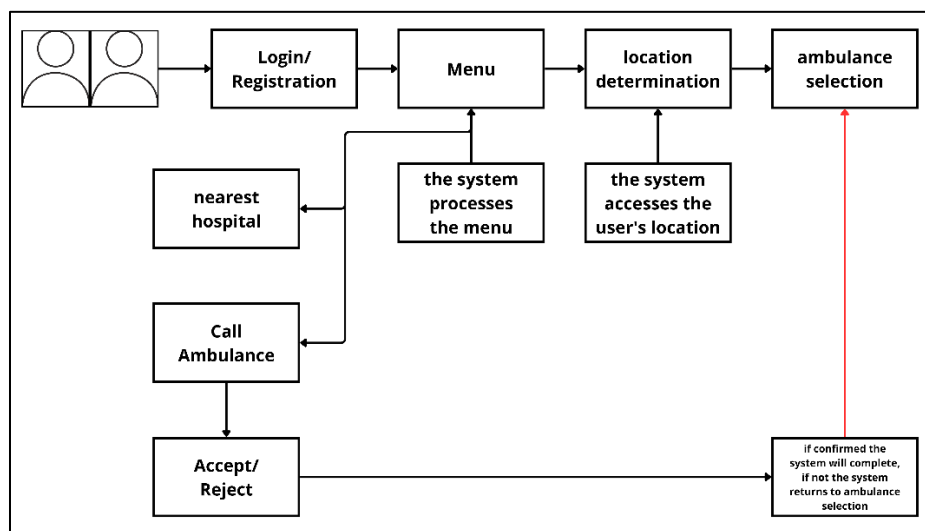 Login/
Registration
Menu
location
determination
ambulance
selection
nearest
hospital
the system
processes
the menu
the system
accesses the
user's location
Call
Ambulance
Accept/
Reject
if confirmed the
system will complete,
if not the system
returns to ambulance
selection